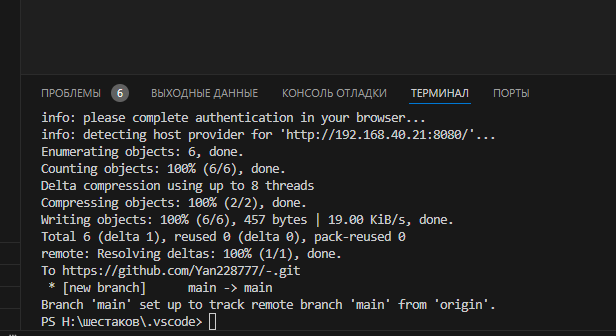 ПРОБЛЕМЫ 6 ВЫХОДНЫЕ ДАННЫЕ КОНСОЛЬ ОТЛАДКИ ТЕРМИНАЛ ПОРТЫ
info: please complete authentication in your browser...
info: detecting host provider for 'http://192.168.40.21:8080/'...
Enumerating objects: 6, done.
Counting objects: 100% (6/6), done.
Delta compression using up to 8 threads
Compressing objects: 100% (2/2), done.
Writing objects: 100% (6/6), 457 bytes | 19.00 KiB/s, done.
Total 6 (delta 1), reused 0 (delta 0), pack-reused 0
remote: Resolving deltas: 100% (1/1), done.
To https://github.com/Yan228777/-.git
 * [new branch]      main -> main
Branch 'main' set up to track remote branch 'main' from 'origin'.
PS H:\шестаков\.vscode>